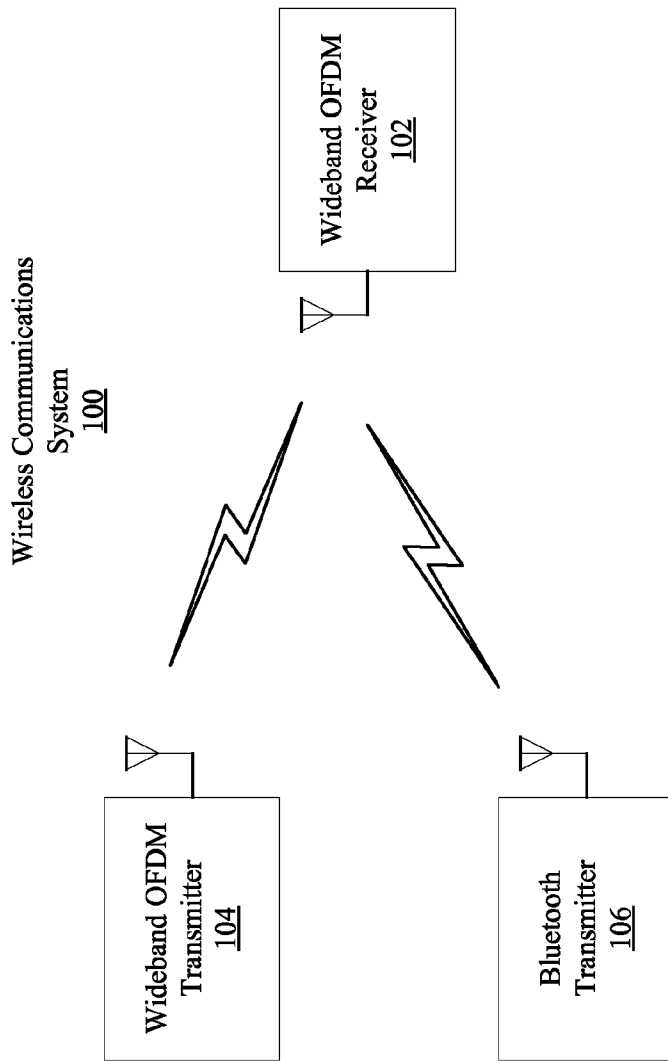 Wireless Communications
System
100
Wideband OFDM
Transmitter
104
Wideband OFDM
Receiver
102
Bluetooth
Transmitter
106